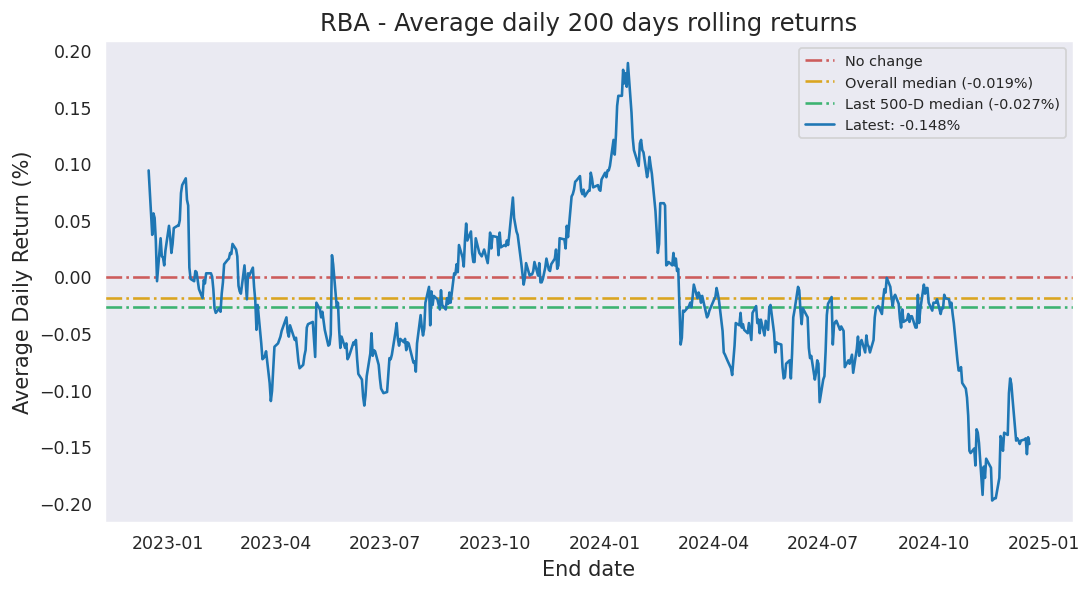 RBA - Average daily 200 days rolling returns
Average Daily Return (%)
0.20
0.15
0.10
0.05
0.00
−0.05
−0.10
−0.15
−0.20
No change
Overall median (-0.019%)
Last 500-D median (-0.027%)
Latest: -0.148%
2023-01
2023-04
2023-07
2023-10
2024-01
2024-04
2024-07
2024-10
2025-01
End date